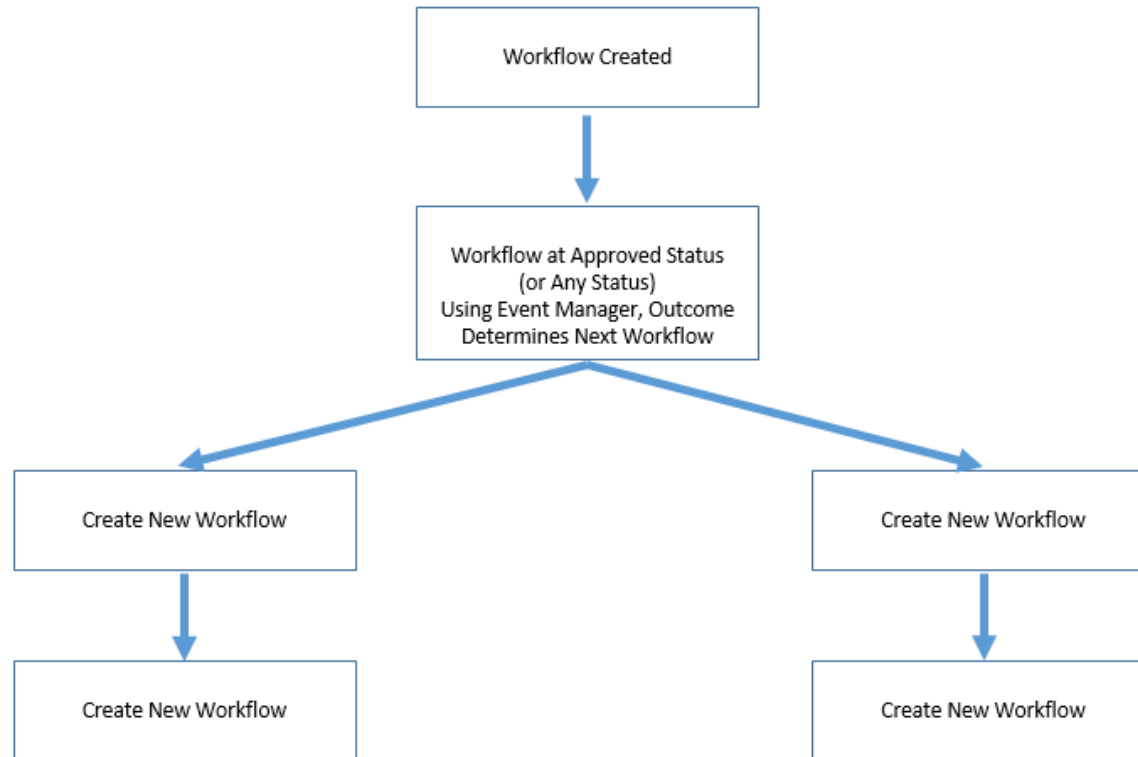 Workflow Created
Workflow at Approved Status
(or Any Status)
Using Event Manager, Outcome
Determines Next Workflow
Create New Workflow
Create New Workflow
Create New Workflow
Create New Workflow